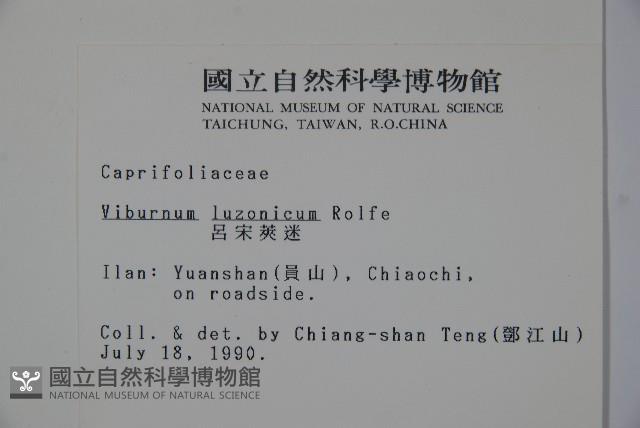 國立自然科學博物館
NATIONAL MUSEUM OF NATURAL SCIENCE
TAICHUNG, TAIWAN, R.O.CHINA
Caprifoliaceae
Viburnum luzonicum Rolfe
呂宋莢迷
Ilan: Yuanshan(員山), Chiaochi,
on roadside.
Coll. & det. by Chiang-shan Teng(鄧江山)
July 18, 1990.
國立自然科學博物館
NATIONAL MUSEUM OF NATURAL SCIENCE